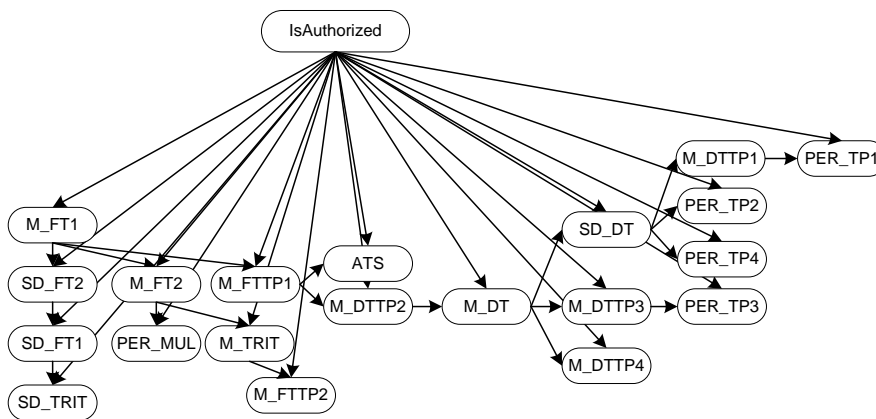 IsAuthorized
M_DTTP1
PER_TP1
PER_TP2
M_FT1
SD_DT
PER_TP4
ATS
SD_FT2
M_FT2
M_FTTP1
M_DTTP2
M_DT
M_DTTP3
PER_TP3
SD_FT1
PER_MUL
M_TRIT
M_DTTP4
M_FTTP2
SD_TRIT